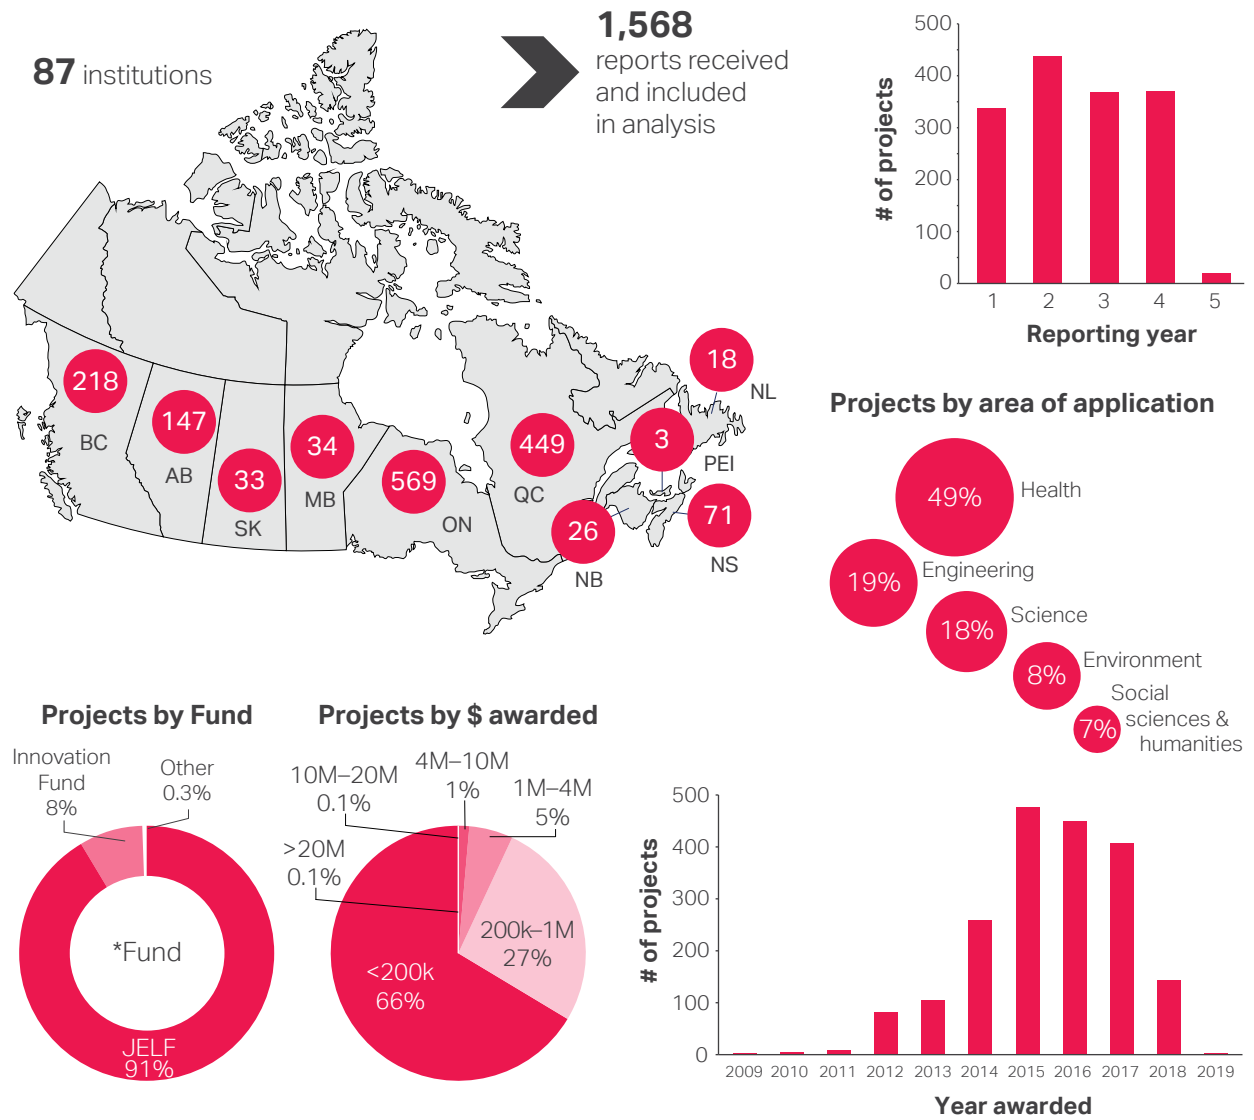 87 institutions
1,568
reports received
and included
in analysis
218
BC
147
AB
33
SK
34
MB
569
ON
449
QC
18
NL
3
PEI
26
NB
71
NS
# of projects
500
400
300
200
100
0
1 2 3 4 5
Reporting year
Projects by area of application
49% Health
19% Engineering
18% Science
8% Environment
7% Social
sciences &
humanities
Projects by Fund
Innovation
Fund
8%
Other
0.3%
*Fund
JELF
91%
Projects by $ awarded
10M–20M
0.1%
4M–10M
1%
1M–4M
5%
>20M
0.1%
200k–1M
27%
<200k
66%
# of projects
500
400
300
200
100
0
2009 2010 2011 2012 2013 2014 2015 2016 2017 2018 2019
Year awarded